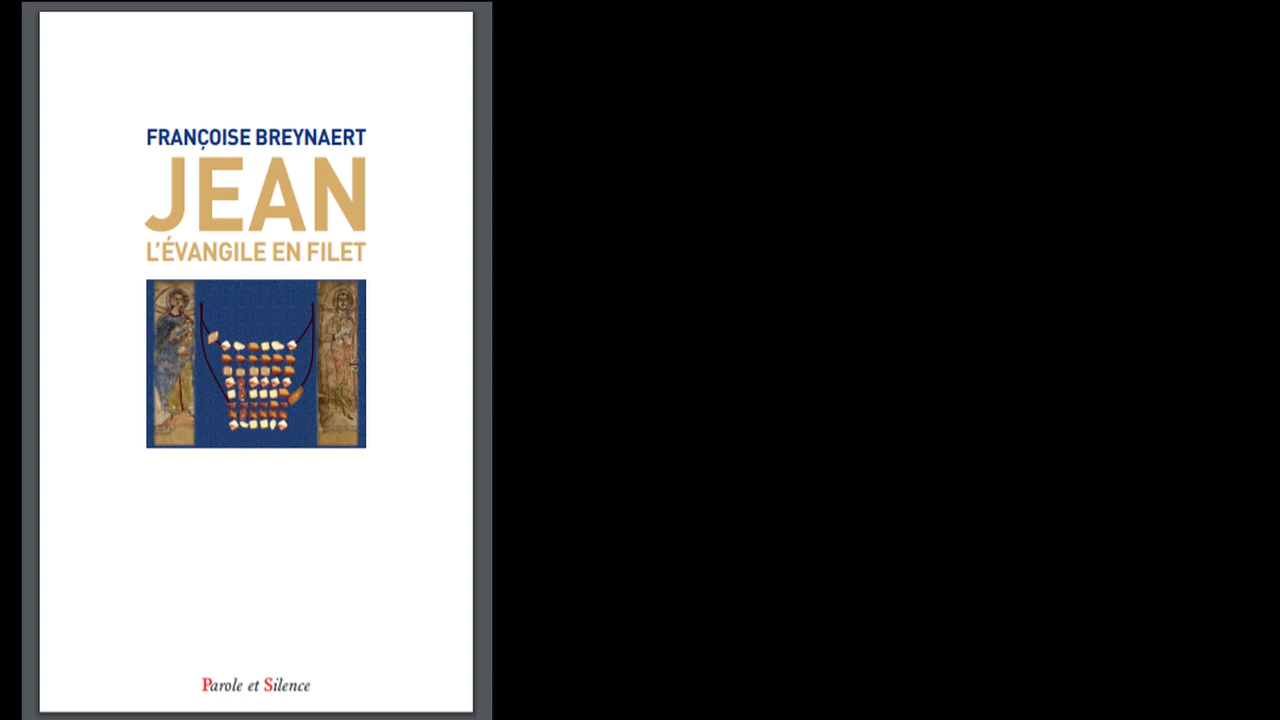 FRANÇOISE BREYNAERT
JEAN
L'ÉVANGILE EN FILET
Parole et Silence